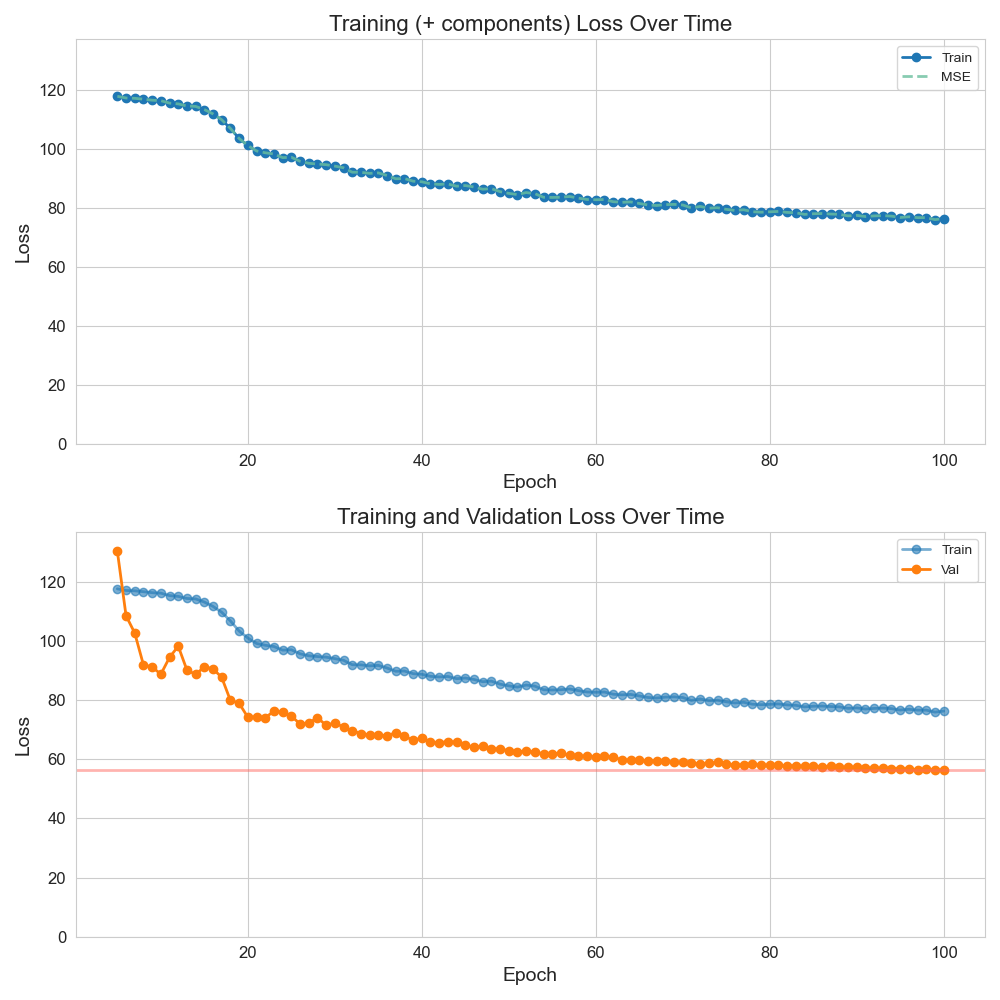 Training (+ components) Loss Over Time
Train
MSE
120
100
80
60
40
20
0
Loss
20 40 60 80 100
Epoch
Training and Validation Loss Over Time
Train
Val
120
100
80
60
40
20
0
Loss
20 40 60 80 100
Epoch